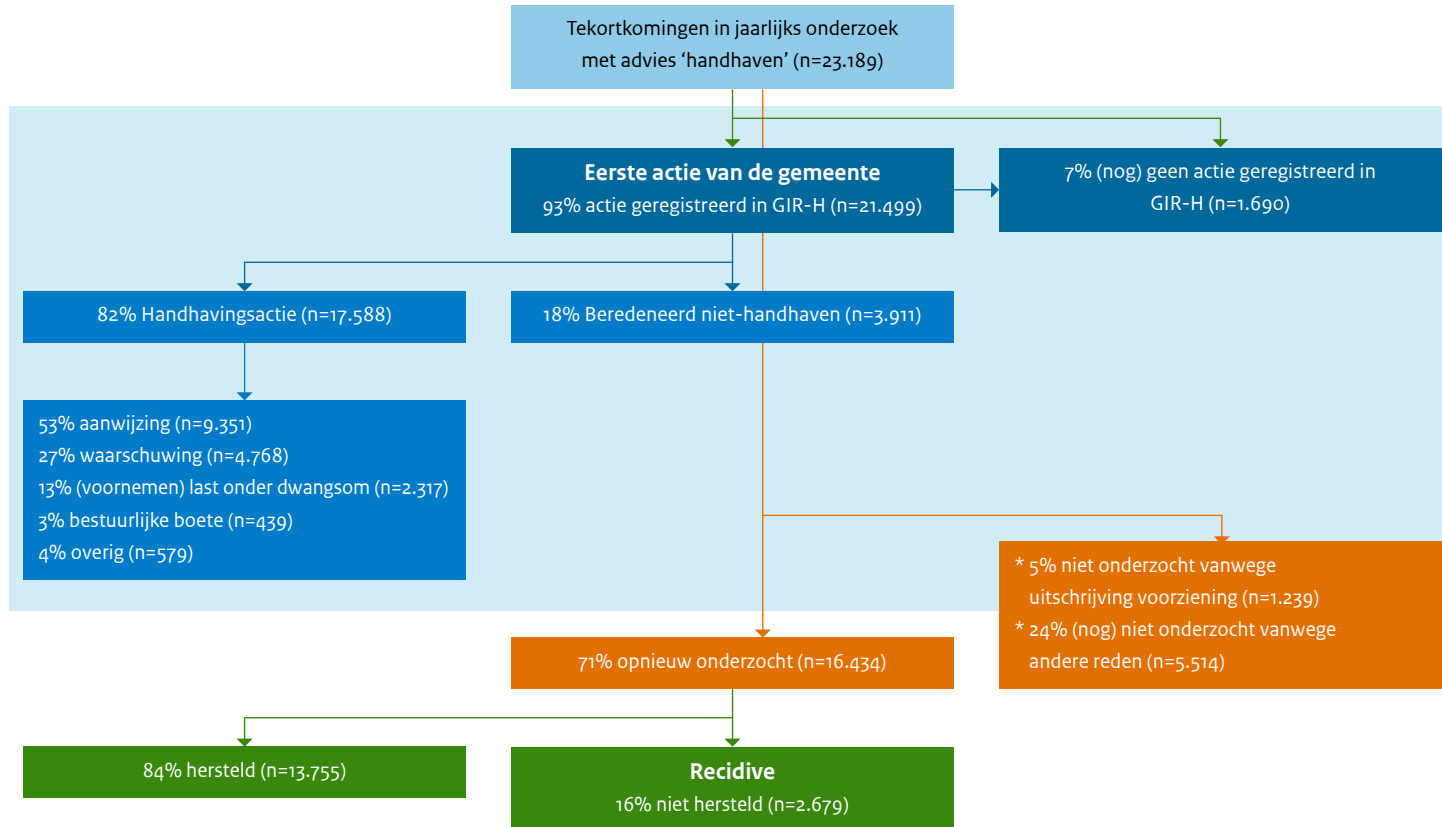 Tekortkomingen in jaarlijks onderzoek
met advies ‘handhaven’ (n=23.189)
Eerste actie van de gemeente
93% actie geregistreerd in GIR-H (n=21.499)
7% (nog) geen actie geregistreerd in
GIR-H (n=1.690)
82% Handhavingsactie (n=17.588)
18% Beredeneerd niet-handhaven (n=3.911)
53% aanwijzing (n=9.351)
27% waarschuwing (n=4.768)
13% (voornemen) last onder dwangsom (n=2.317)
3% bestuurlijke boete (n=439)
4% overig (n=579)
* 5% niet onderzocht vanwege
uitschrijving voorziening (n=1.239)
* 24% (nog) niet onderzocht vanwege
andere reden (n=5.514)
71% opnieuw onderzocht (n=16.434)
84% hersteld (n=13.755)
Recidive
16% niet hersteld (n=2.679)